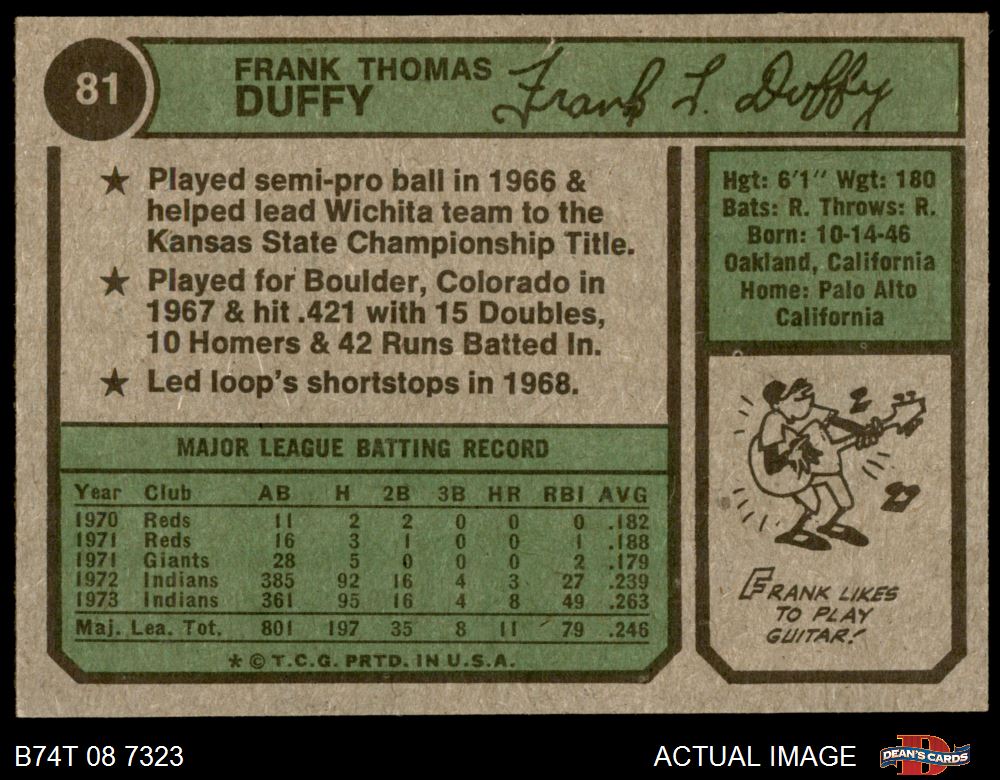 81
FRANK THOMAS
DUFFY
Frank T. Duffy
★ Played semi-pro ball in 1966 &
helped lead Wichita team to the
Kansas State Championship Title.
★ Played for Boulder, Colorado in
1967 & hit .421 with 15 Doubles,
10 Homers & 42 Runs Batted In.
★ Led loop's shortstops in 1968.
Hgt: 6'1" Wgt: 180
Bats: R. Throws: R.
Born: 10-14-46
Oakland, California
Home: Palo Alto
California
MAJOR LEAGUE BATTING RECORD
Year Club AB H 2B 3B HR RBI AVG
1970 Reds 11 2 2 0 0 0 .182
1971 Reds 16 3 1 0 0 1 .188
1971 Giants 28 5 0 0 0 2 .179
1972 Indians 385 92 16 4 3 27 .239
1973 Indians 361 95 16 4 8 49 .263
Maj. Lea. Tot. 801 197 35 8 11 79 .246
* © T.C.G. PRTD. IN U.S.A.
FRANK LIKES
TO PLAY
GUITAR!
B74T 08 7323
ACTUAL IMAGE
D
DEAN'S CARDS